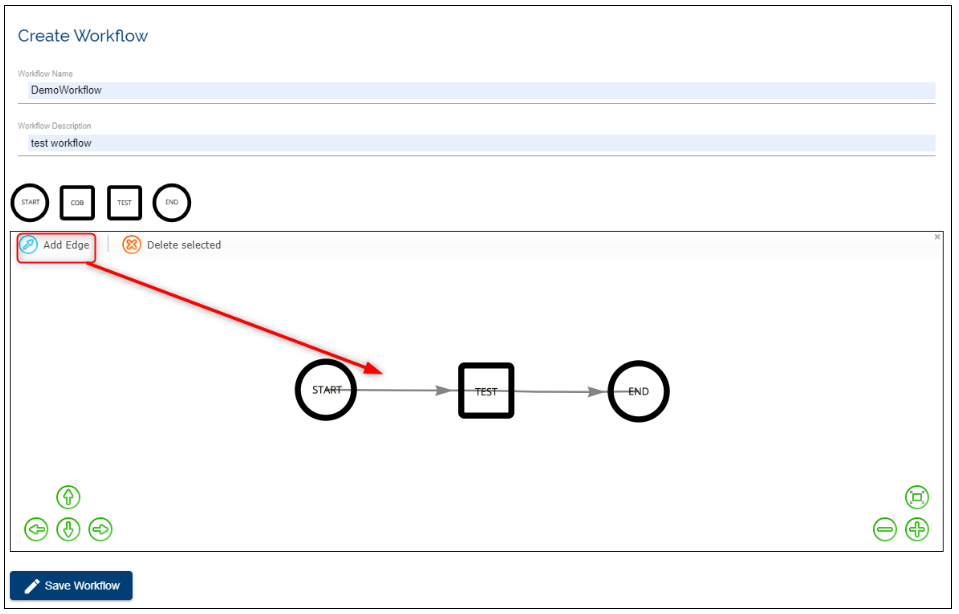 Create Workflow
Workflow Name
DemoWorkflow
Workflow Description
test workflow
START COB TEST END
Add Edge Delete selected
START TEST END
Save Workflow